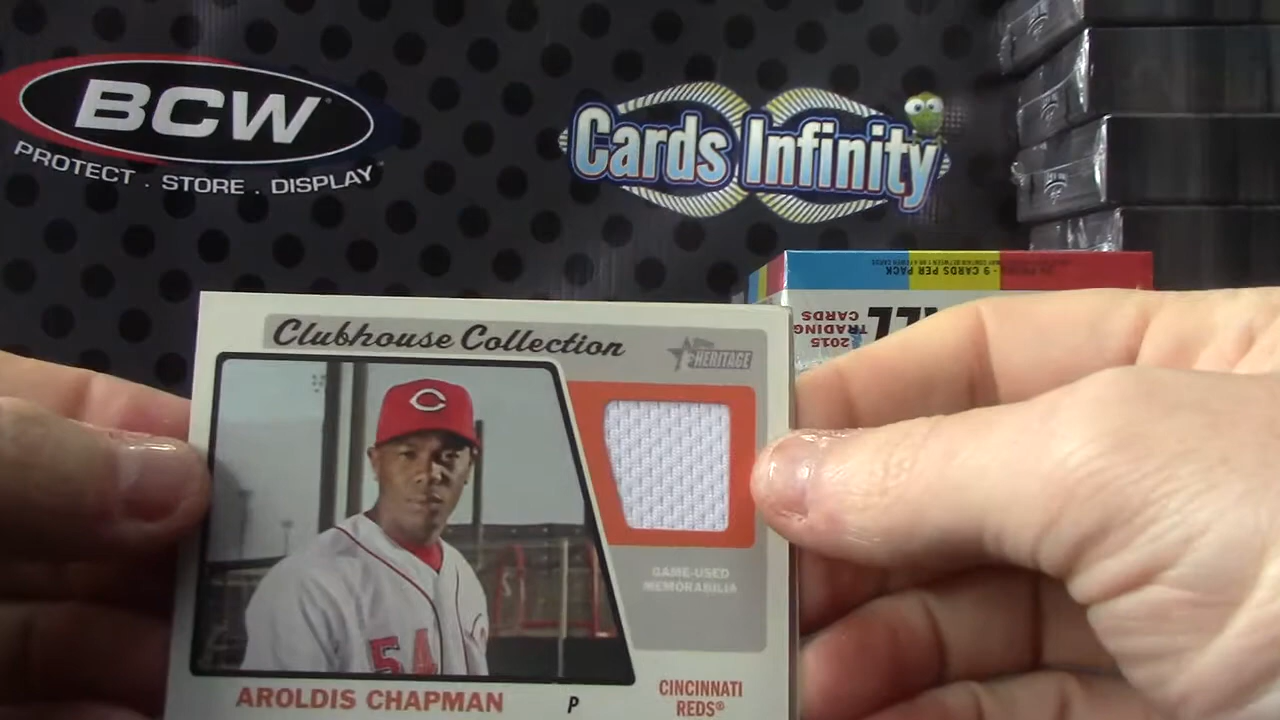 BCW
PROTECT . STORE . DISPLAY
Cards Infinity
9 CARDS PER PACK
2015
TRADING
CARDS
Clubhouse Collection
HERITAGE
C
GAME-USED
MEMORABILIA
54
AROLDIS CHAPMAN P CINCINNATI
REDS®